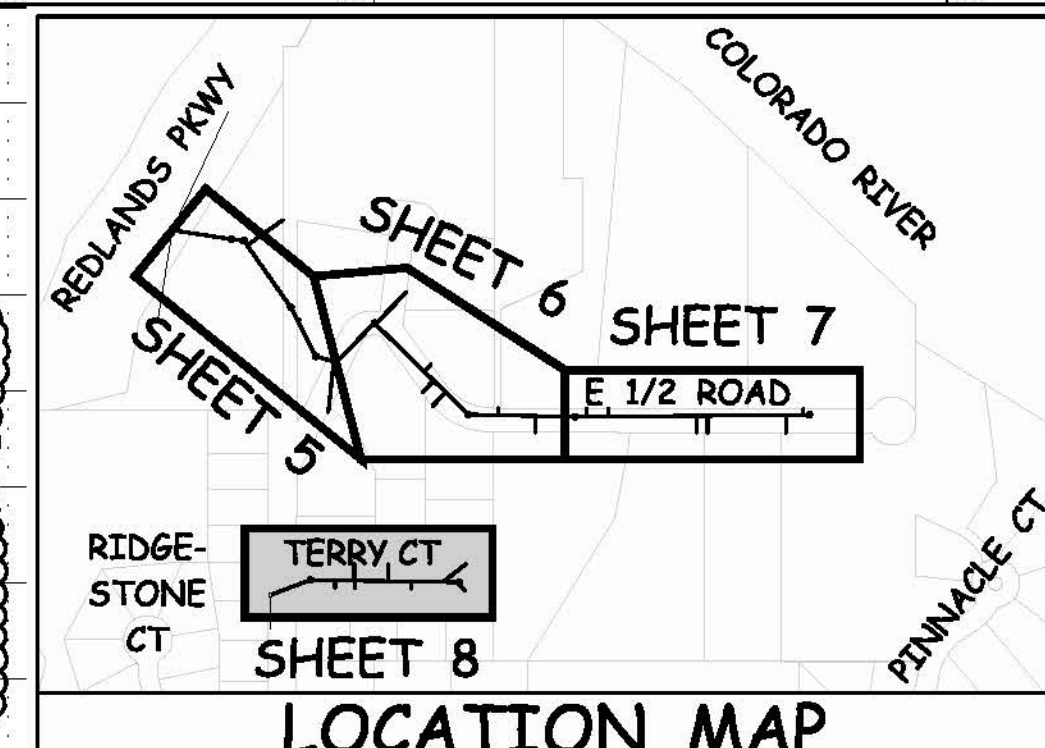 REDLANDS PKWY
COLORADO RIVER
SHEET 6
SHEET 7
E 1/2 ROAD
SHEET 5
RIDGE-
STONE
CT
TERRY CT
SHEET 8
PINNACLE CT
LOCATION MAP